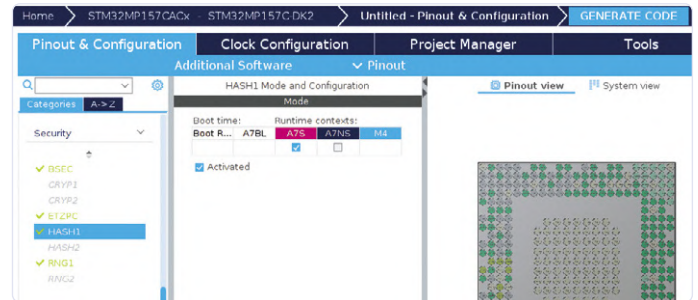 Home STM32MP157CACx - STM32MP157C-DK2 Untitled - Pinout & Configuration GENERATE CODE
Pinout & Configuration Clock Configuration Project Manager Tools
Additional Software Pinout
HASH1 Mode and Configuration
Mode
Pinout view System view
Categories A->Z
Boot time: Runtime contexts:
Boot R... A7BL A7S A7NS M4
Security
Activated
BSEC
CRYP1
CRYP2
ETZPC
HASH1
HASH2
RNG1
RNG2